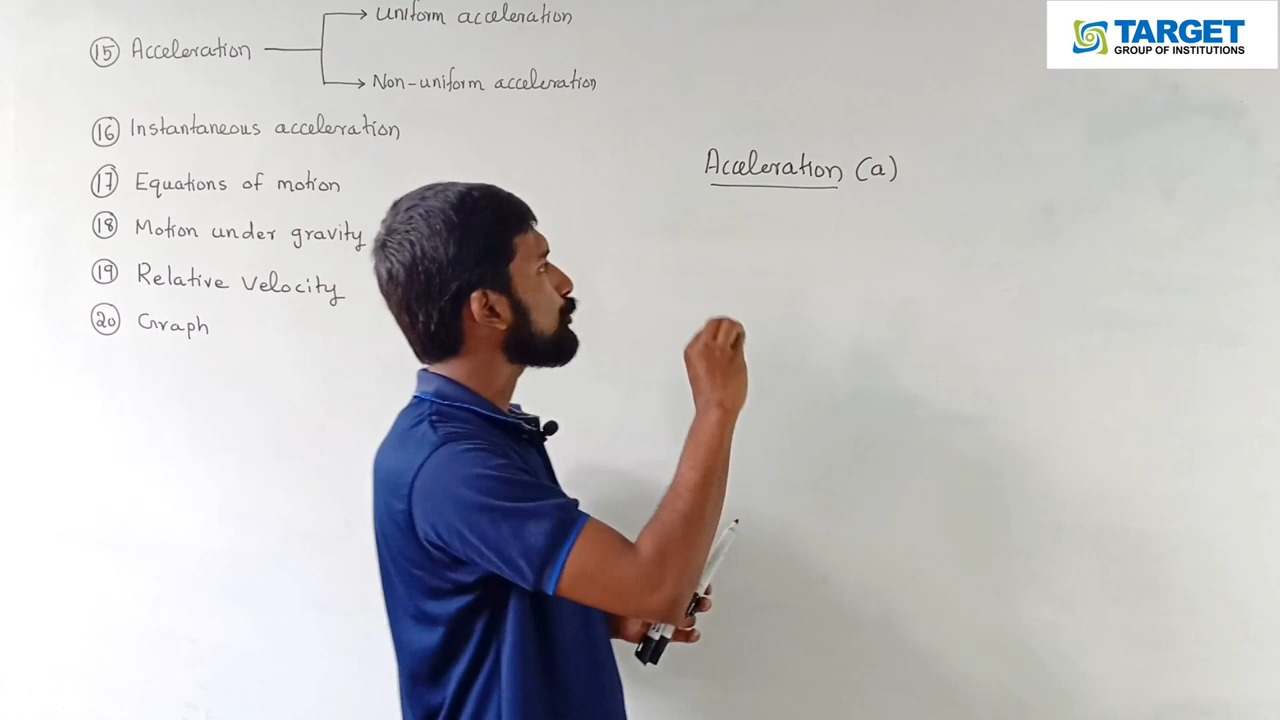 uniform acceleration
15 Acceleration
Non-uniform acceleration
16 Instantaneous acceleration
17 Equations of motion
18 Motion under gravity
19 Relative Velocity
20 Graph
Acceleration (a)
TARGET
GROUP OF INSTITUTIONS